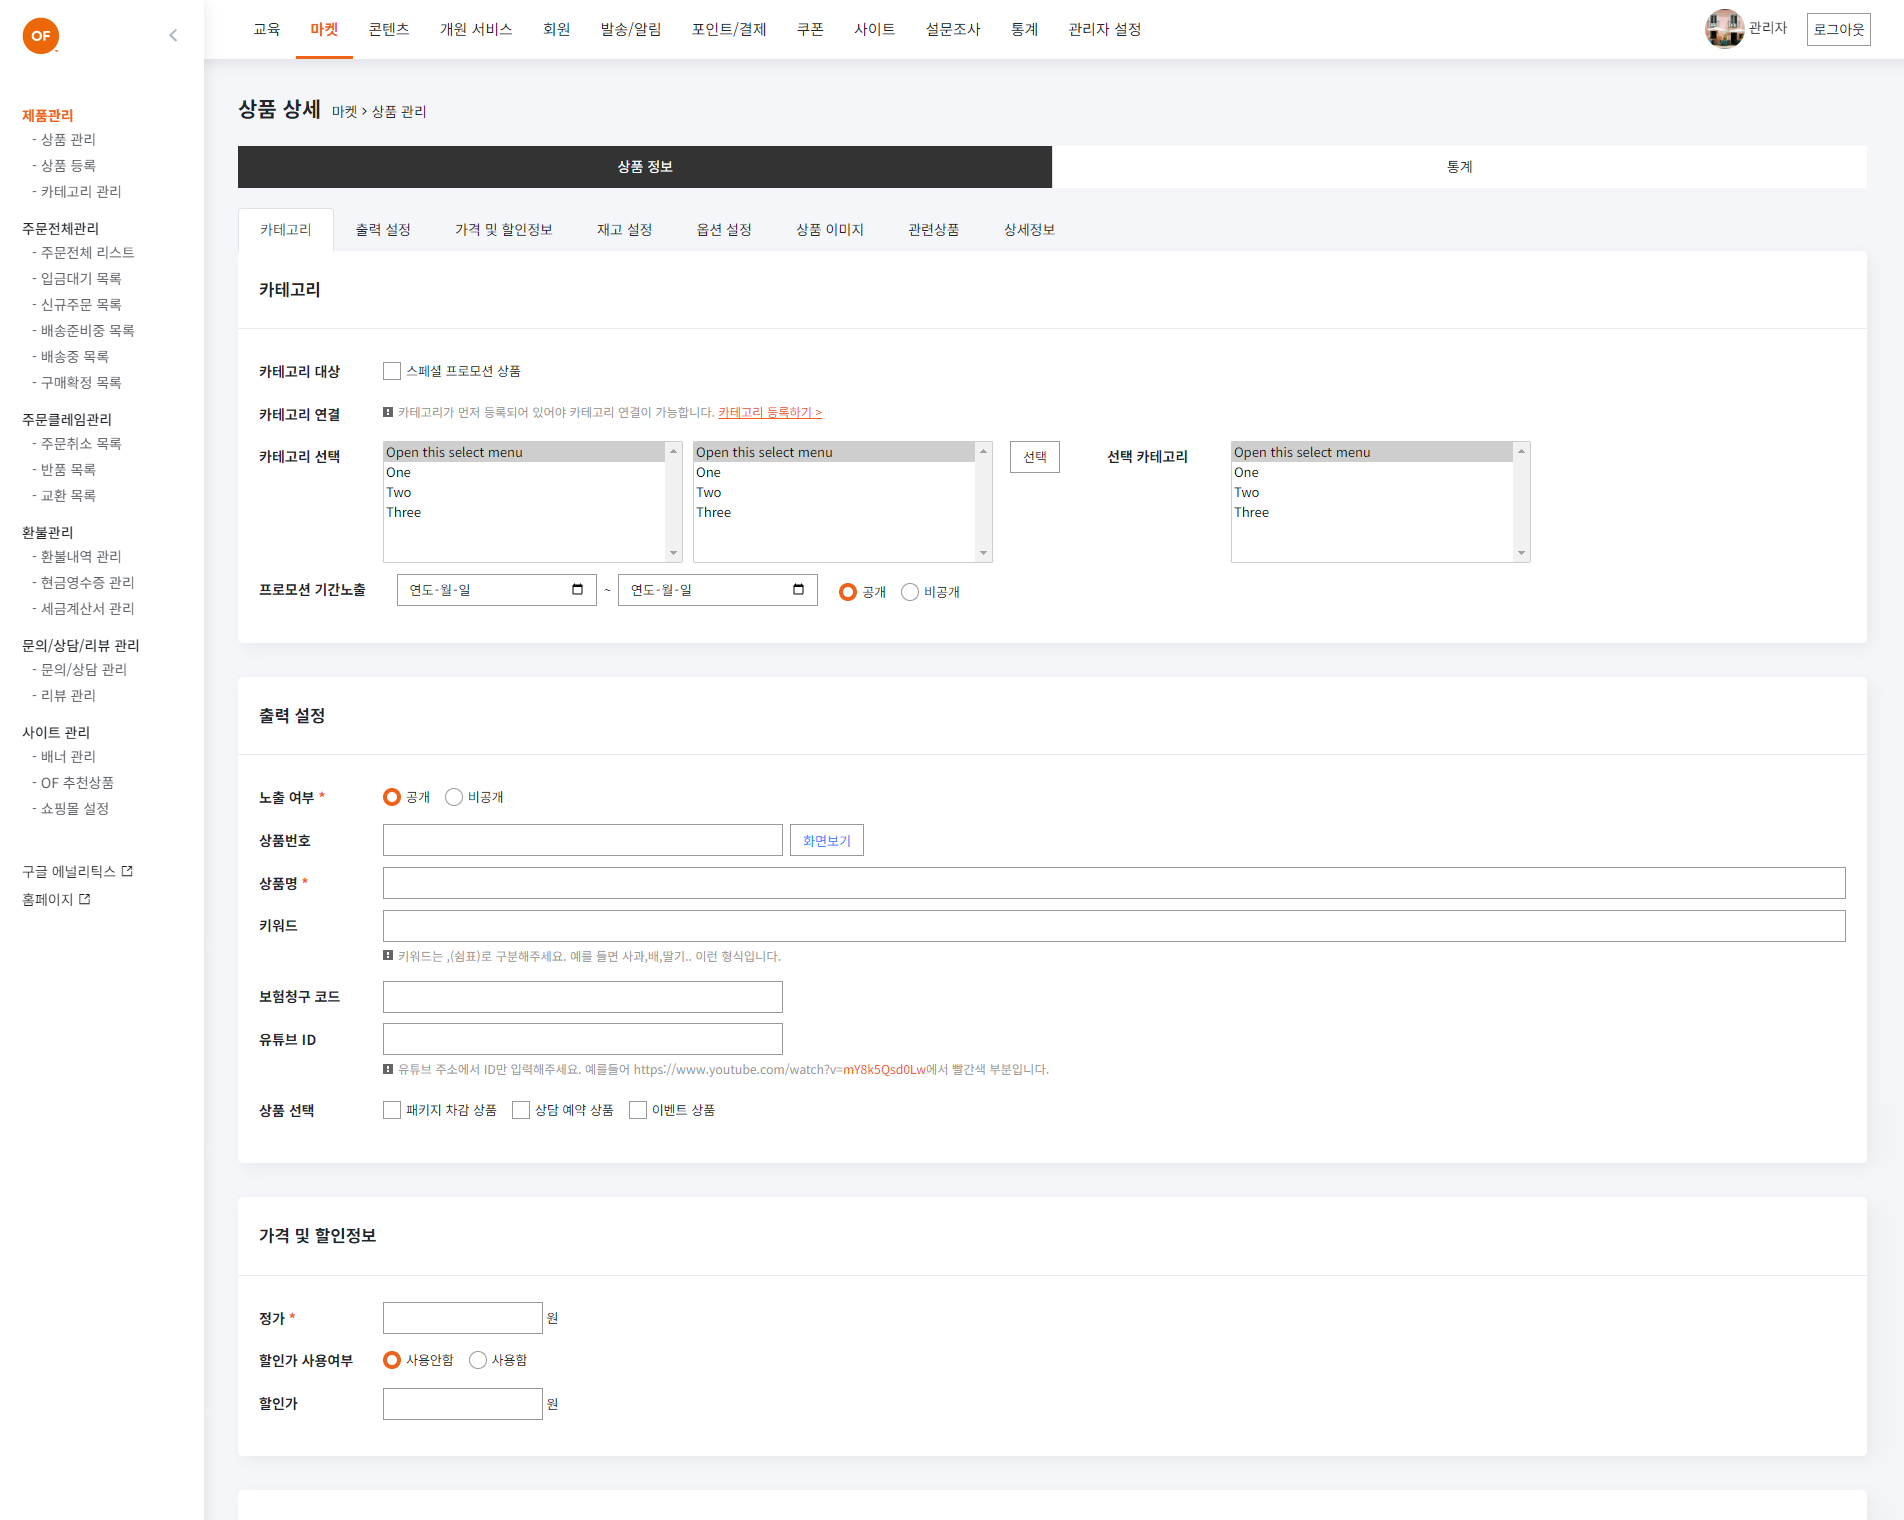 OF
교육 마켓 콘텐츠 개원 서비스 회원 발송/알림 포인트/결제 쿠폰 사이트 설문조사 통계 관리자 설정
관리자 로그아웃
제품관리
- 상품 관리
- 상품 등록
- 카테고리 관리
주문전체관리
- 주문전체 리스트
- 입금대기 목록
- 신규주문 목록
- 배송준비중 목록
- 배송중 목록
- 구매확정 목록
주문클레임관리
- 주문취소 목록
- 반품 목록
- 교환 목록
환불관리
- 환불내역 관리
- 현금영수증 관리
- 세금계산서 관리
문의/상담/리뷰 관리
- 문의/상담 관리
- 리뷰 관리
사이트 관리
- 배너 관리
- OF 추천상품
- 쇼핑몰 설정
구글 에널리틱스
홈페이지
상품 상세 마켓 > 상품 관리
상품 정보 통계
카테고리 출력 설정 가격 및 할인정보 재고 설정 옵션 설정 상품 이미지 관련상품 상세정보
카테고리
카테고리 대상 스페셜 프로모션 상품
카테고리 연결 카테고리가 먼저 등록되어 있어야 카테고리 연결이 가능합니다. 카테고리 등록하기 >
카테고리 선택 Open this select menu Open this select menu 선택 선택 카테고리 Open this select menu
One One One
Two Two Two
Three Three Three
프로모션 기간노출 연도-월-일 ~ 연도-월-일 공개 비공개
출력 설정
노출 여부 * 공개 비공개
상품번호 화면보기
상품명 *
키워드
키워드는 ,(쉼표)로 구분해주세요. 예를 들면 사과,배,딸기.. 이런 형식입니다.
보험청구 코드
유튜브 ID
유튜브 주소에서 ID만 입력해주세요. 예를들어 https://www.youtube.com/watch?v=mY8k5Qsd0Lw에서 빨간색 부분입니다.
상품 선택 패키지 차감 상품 상담 예약 상품 이벤트 상품
가격 및 할인정보
정가 * 원
할인가 사용여부 사용안함 사용함
할인가 원